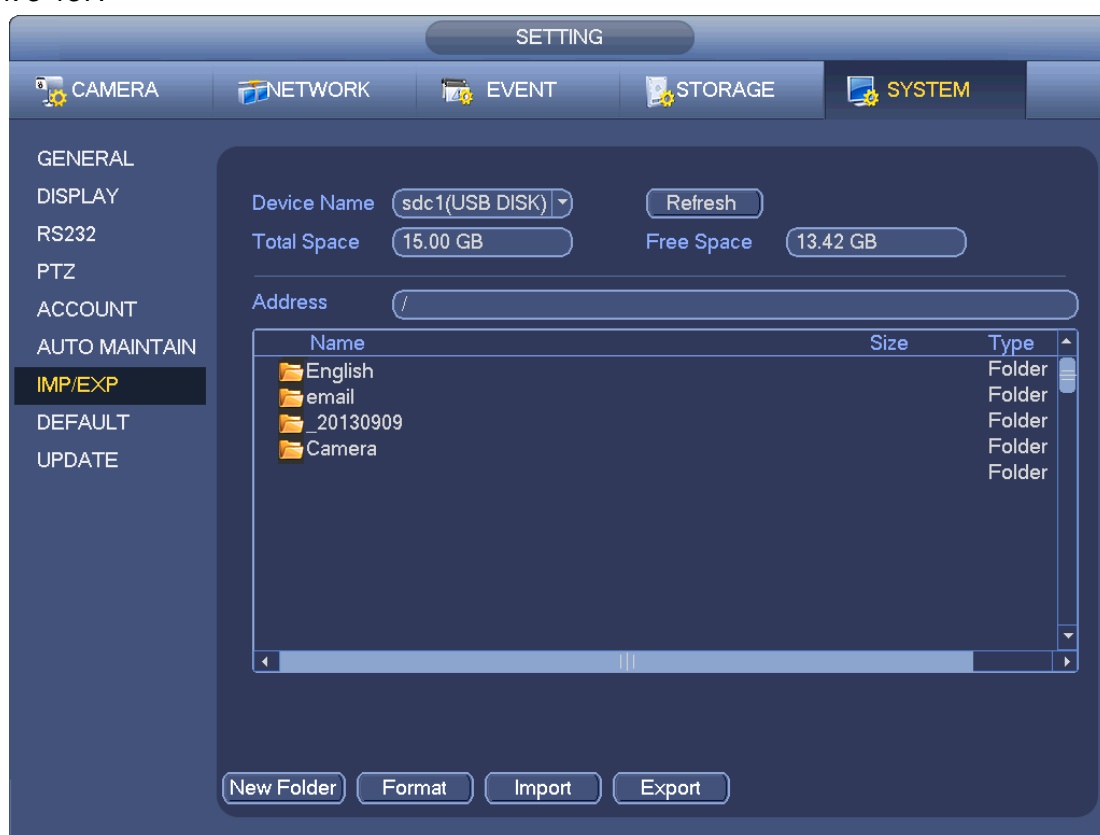 SETTING
CAMERA NETWORK EVENT STORAGE SYSTEM
GENERAL
DISPLAY
RS232
PTZ
ACCOUNT
AUTO MAINTAIN
IMP/EXP
DEFAULT
UPDATE
Device Name sdc1(USB DISK) Refresh
Total Space 15.00 GB Free Space 13.42 GB
Address /
Name Size Type
English Folder
email Folder
_20130909 Folder
Camera Folder
Folder
New Folder Format Import Export